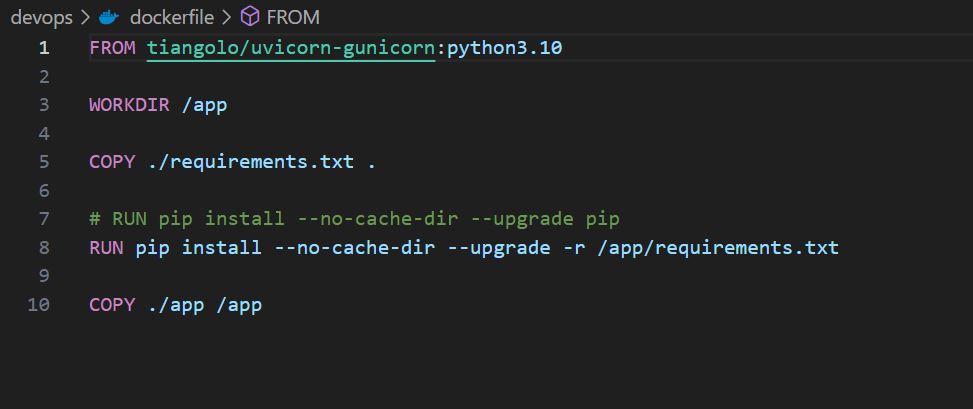 devops > dockerfile > FROM
1 FROM tiangolo/uvicorn-gunicorn:python3.10
2
3 WORKDIR /app
4
5 COPY ./requirements.txt .
6
7 # RUN pip install --no-cache-dir --upgrade pip
8 RUN pip install --no-cache-dir --upgrade -r /app/requirements.txt
9
10 COPY ./app /app